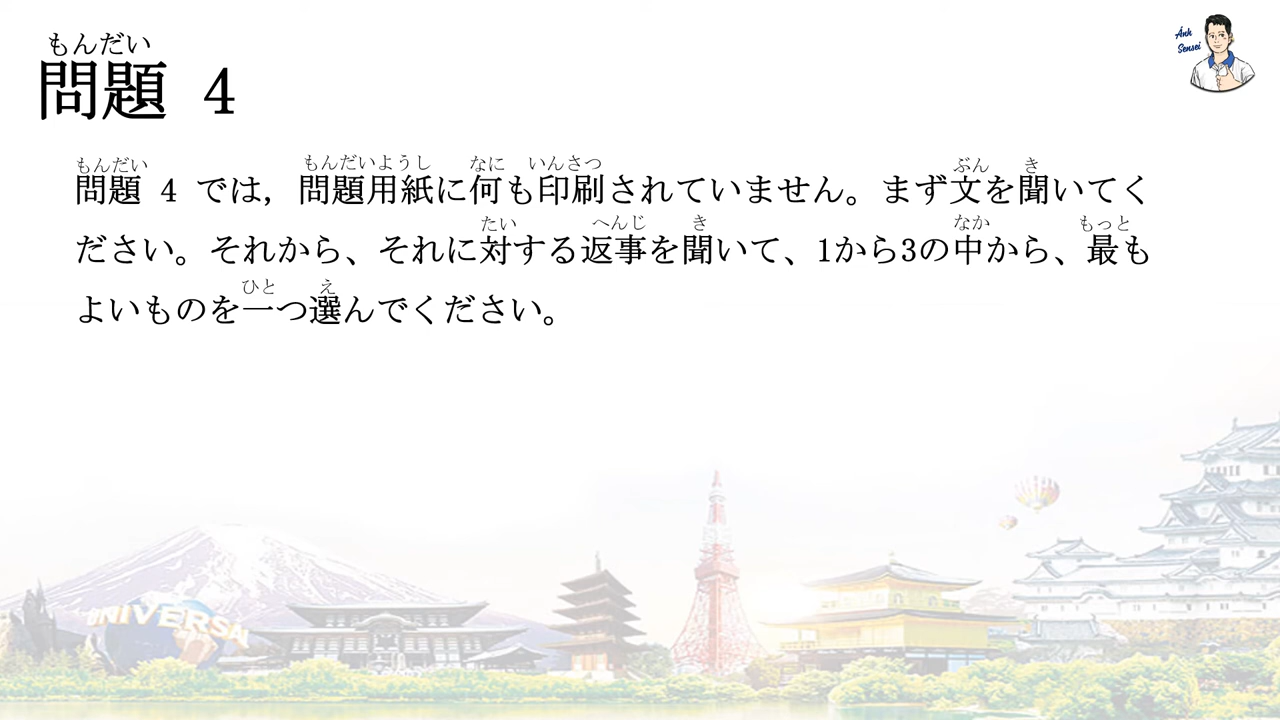 もんだい
問題 4
Ánh
Sensei
もんだい もんだいようし なに いんさつ ぶん き
問題 4 では, 問題用紙に何も印刷されていません。まず文を聞いてく
たい へんじ き なか もっと
ださい。それから、それに対する返事を聞いて、1から3の中から、最も
ひと え
よいものを一つ選んでください。
UNIVERSAL